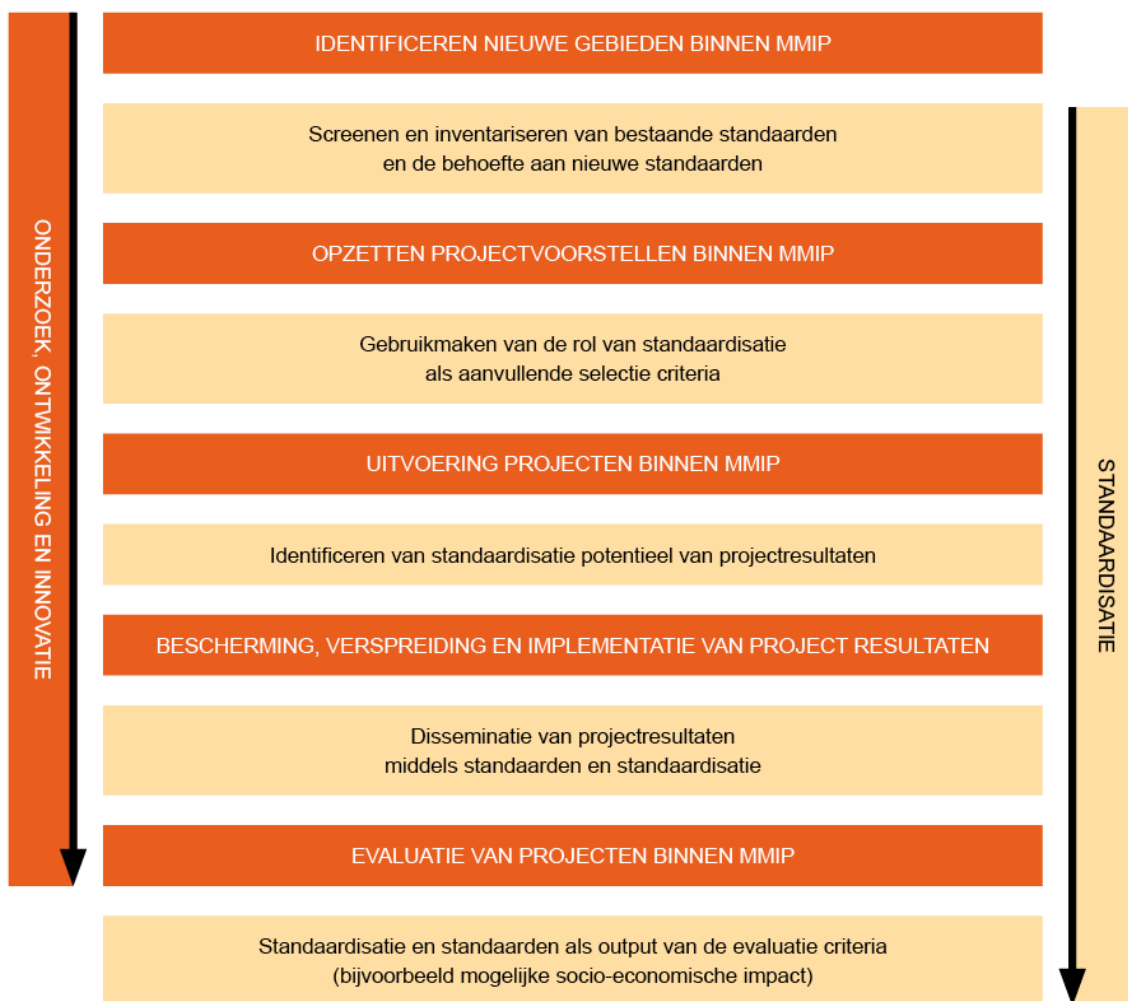 IDENTIFICEREN NIEUWE GEBIEDEN BINNEN MMIP
Screenen en inventariseren van bestaande standaarden
en de behoefte aan nieuwe standaarden
OPZETTEN PROJECTVOORSTELLEN BINNEN MMIP
Gebruikmaken van de rol van standaardisatie
als aanvullende selectie criteria
UITVOERING PROJECTEN BINNEN MMIP
Identificeren van standaardisatie potentieel van projectresultaten
BESCHERMING, VERSPREIDING EN IMPLEMENTATIE VAN PROJECT RESULTATEN
Disseminatie van projectresultaten
middels standaarden en standaardisatie
EVALUATIE VAN PROJECTEN BINNEN MMIP
Standaardisatie en standaarden als output van de evaluatie criteria
(bijvoorbeeld mogelijke socio-economische impact)
ONDERZOEK, ONTWIKKELING EN INNOVATIE
STANDAARDISATIE